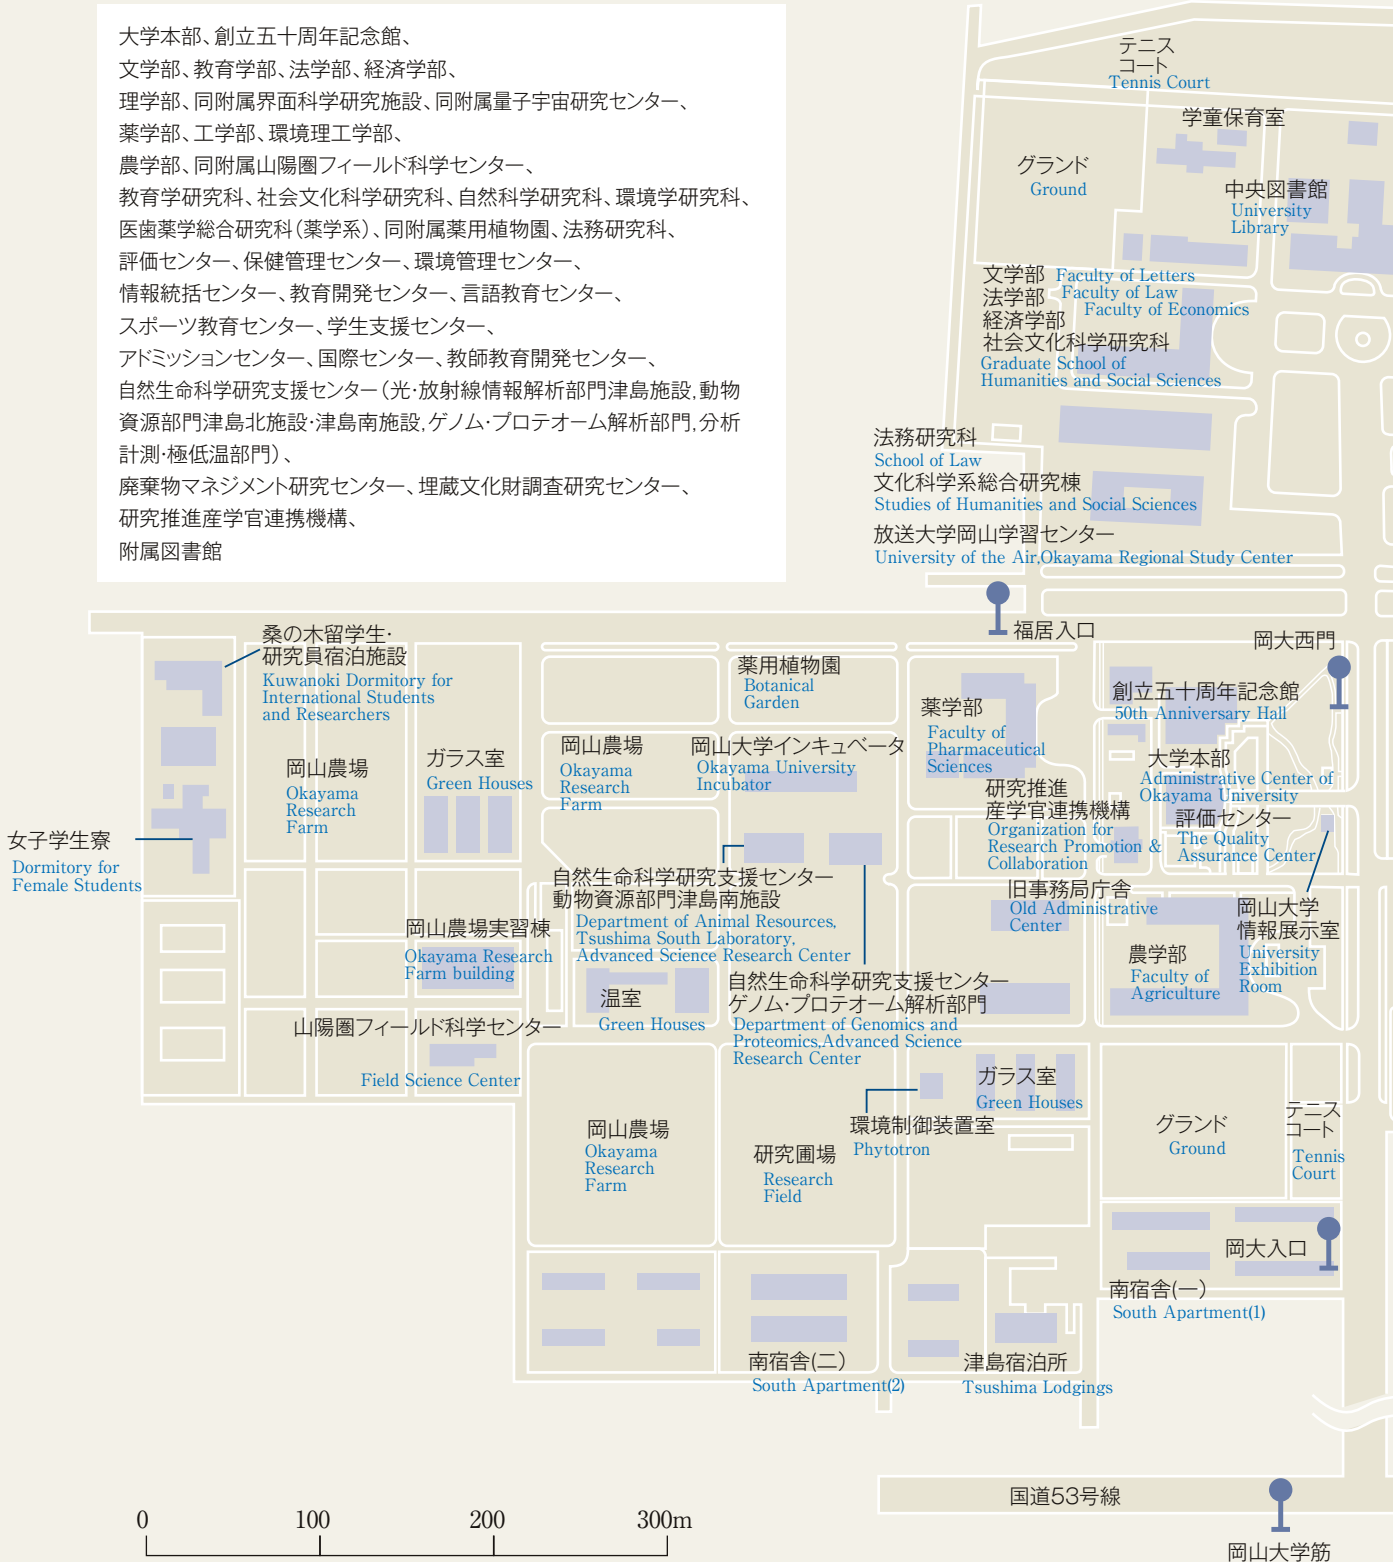 大学本部、創立五十周年記念館、
文学部、教育学部、法学部、経済学部、
理学部、同附属界面科学研究施設、同附属量子宇宙研究センター、
薬学部、工学部、環境理工学部、
農学部、同附属山陽圏フィールド科学センター、
教育学研究科、社会文化科学研究科、自然科学研究科、環境学研究科、
医歯薬学総合研究科（薬学系）、同附属薬用植物園、法務研究科、
評価センター、保健管理センター、環境管理センター、
情報統括センター、教育開発センター、言語教育センター、
スポーツ教育センター、学生支援センター、
アドミッションセンター、国際センター、教師教育開発センター、
自然生命科学研究支援センター（光・放射線情報解析部門津島施設,動物
資源部門津島北施設・津島南施設,ゲノム・プロテオーム解析部門,分析
計測・極低温部門）、
廃棄物マネジメント研究センター、埋蔵文化財調査研究センター、
研究推進産学官連携機構、
附属図書館
テニス
コート
Tennis Court
学童保育室
グランド
Ground
中央図書館
University
Library
文学部 Faculty of Letters
法学部 Faculty of Law
Faculty of Economics
経済学部
社会文化科学研究科
Graduate School of
Humanities and Social Sciences
法務研究科
School of Law
文化科学系総合研究棟
Studies of Humanities and Social Sciences
放送大学岡山学習センター
University of the Air,Okayama Regional Study Center
福居入口
岡大西門
桑の木留学生・
研究員宿泊施設
Kuwanoki Dormitory for
International Students
and Researchers
薬用植物園
Botanical
Garden
薬学部
Faculty of
Pharmaceutical
Sciences
創立五十周年記念館
50th Anniversary Hall
岡山農場
Okayama
Research
Farm
ガラス室
Green Houses
岡山農場
Okayama
Research
Farm
岡山大学インキュベータ
Okayama University
Incubator
大学本部
Administrative Center of
Okayama University
研究推進
産学官連携機構
Organization for
Research Promotion &
Collaboration
評価センター
The Quality
Assurance Center
女子学生寮
Dormitory for
Female Students
自然生命科学研究支援センター
動物資源部門津島南施設
Department of Animal Resources,
Tsushima South Laboratory,
Advanced Science Research Center
旧事務局庁舎
Old Administrative
Center
岡山大学
情報展示室
University
Exhibition
Room
岡山農場実習棟
Okayama Research
Farm building
農学部
Faculty of
Agriculture
温室
Green Houses
自然生命科学研究支援センター
ゲノム・プロテオーム解析部門
Department of Genomics and
Proteomics,Advanced Science
Research Center
山陽圏フィールド科学センター
Field Science Center
ガラス室
Green Houses
環境制御装置室
Phytotron
岡山農場
Okayama
Research
Farm
研究圃場
Research
Field
グランド
Ground
テニス
コート
Tennis
Court
岡大入口
南宿舎(一)
South Apartment(1)
南宿舎(二)
South Apartment(2)
津島宿泊所
Tsushima Lodgings
国道53号線
岡山大学筋
0 100 200 300m